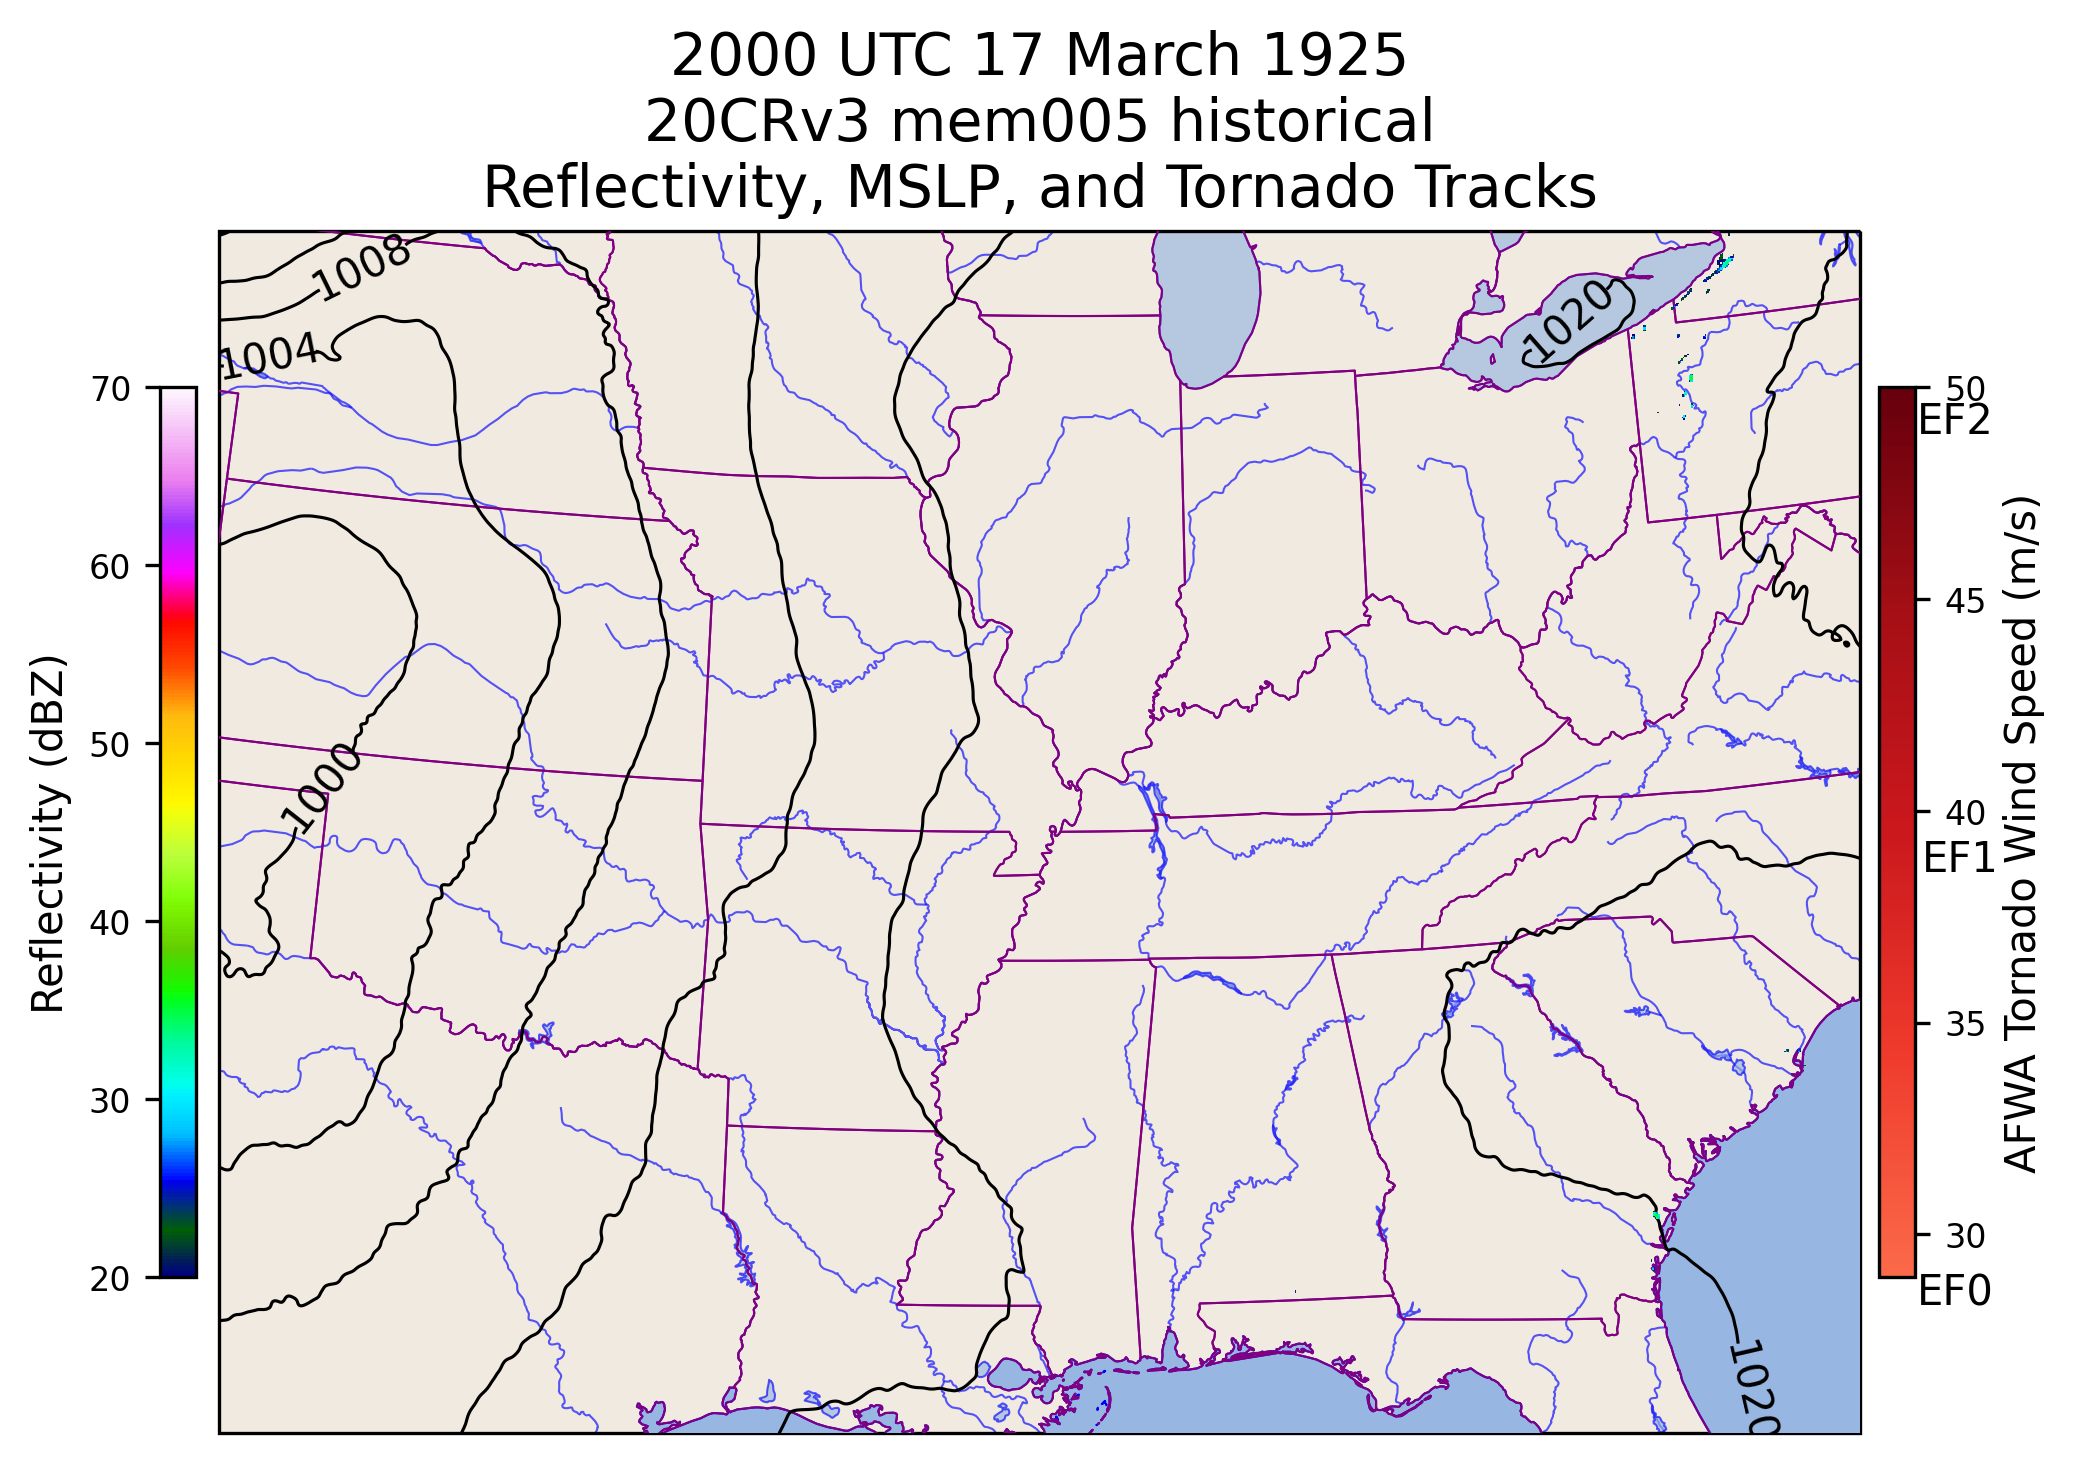 2000 UTC 17 March 1925
20CRv3 mem005 historical
Reflectivity, MSLP, and Tornado Tracks
1008
1004
1020
1000
1020
70
60
50
40
30
20
Reflectivity (dBZ)
50
EF2
45
40
EF1
35
30
EF0
AFWA Tornado Wind Speed (m/s)